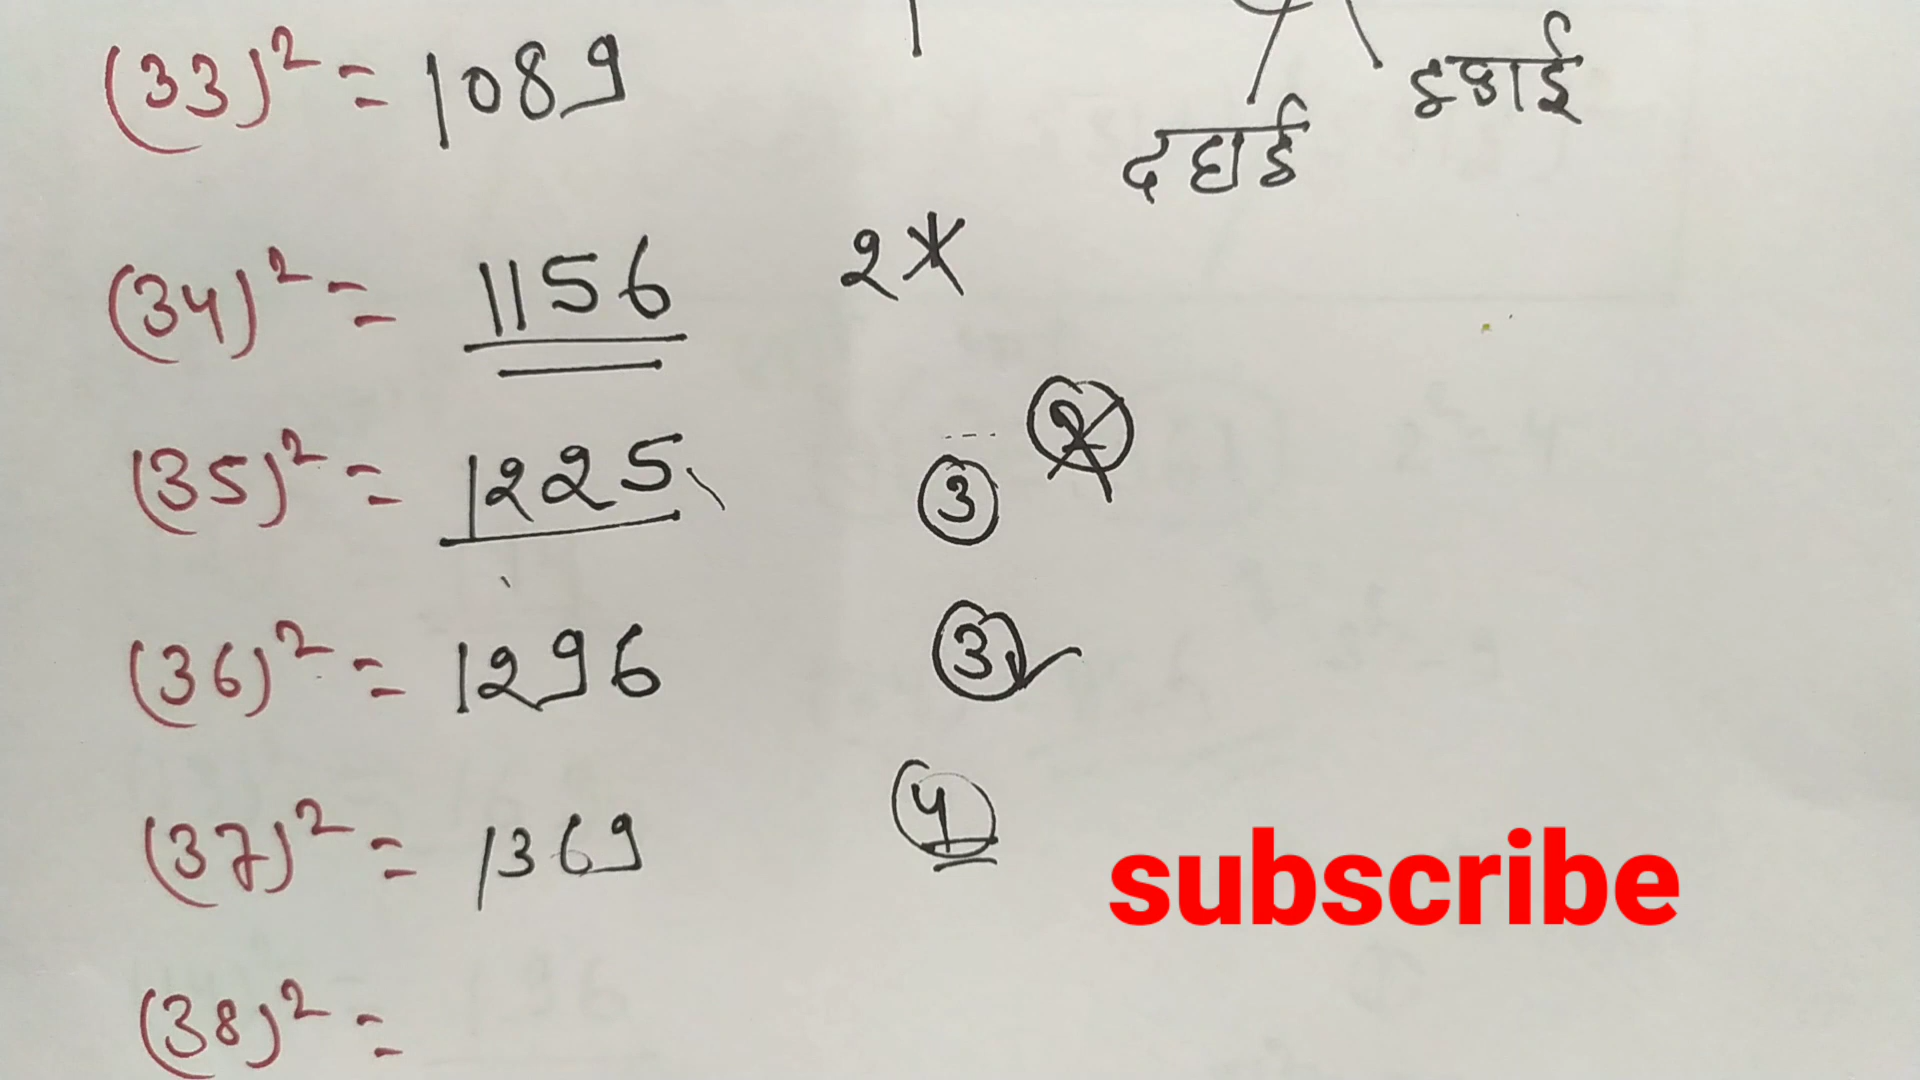 (33)² = 1089
इकाई
दहाई
(34)² = 1156
2
(35)² = 1225
2
3
(36)² = 1296
3
(37)² = 1369
4
subscribe
(38)² =